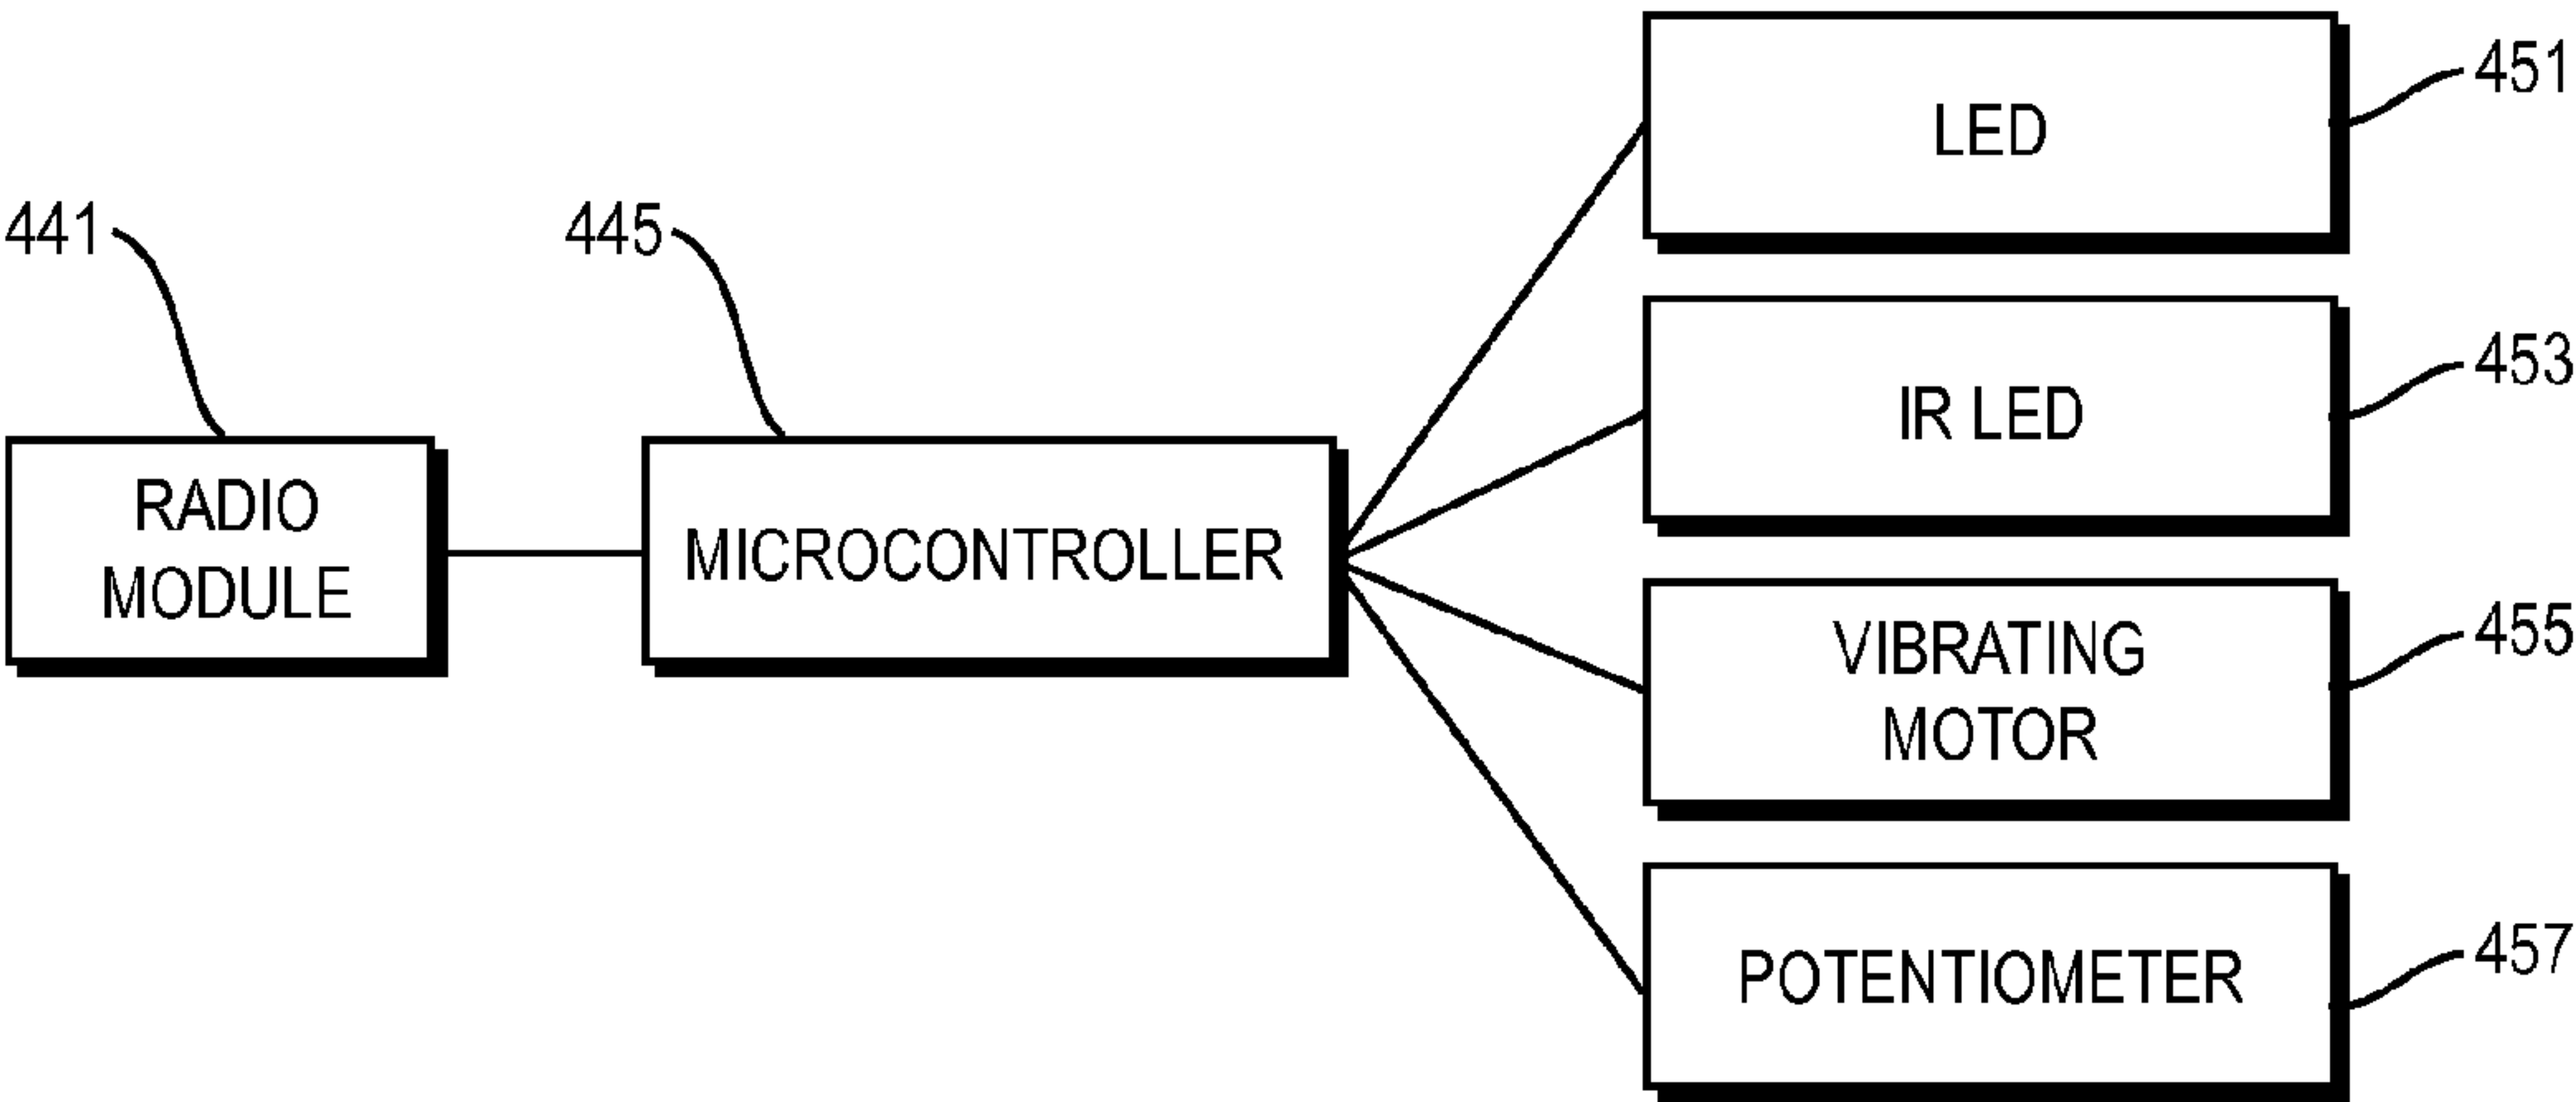 451
LED
441
445
453
IR LED
RADIO
MODULE
MICROCONTROLLER
455
VIBRATING
MOTOR
457
POTENTIOMETER